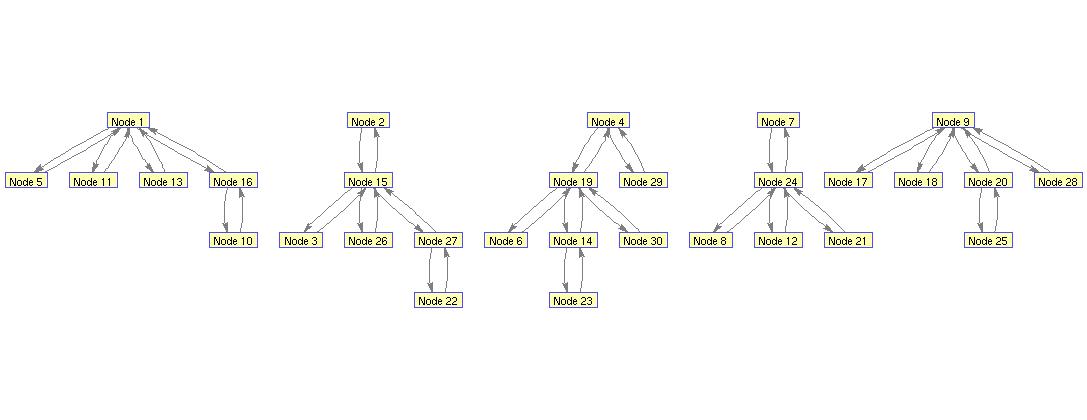 Node 1
Node 2
Node 4
Node 7
Node 9
Node 5
Node 11
Node 13
Node 16
Node 15
Node 19
Node 29
Node 24
Node 17
Node 18
Node 20
Node 28
Node 10
Node 3
Node 26
Node 27
Node 6
Node 14
Node 30
Node 8
Node 12
Node 21
Node 25
Node 22
Node 23